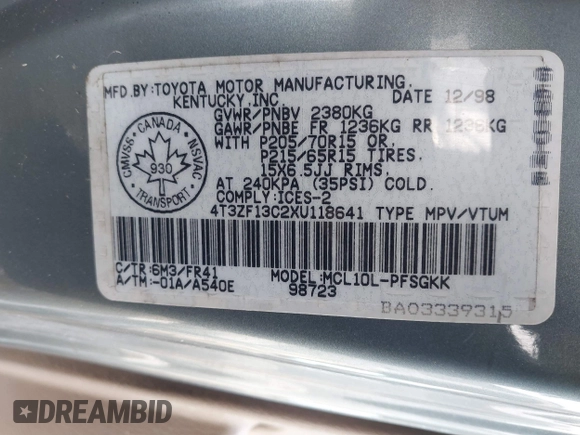 MFD.BY:TOYOTA MOTOR MANUFACTURING,
KENTUCKY,INC. DATE 12/98
GVWR/PNBV 2380KG
GAWR/PNBE FR 1236KG RR 1236KG
WITH P205/70R15 OR,
P215/65R15 TIRES.
15X6.5JJ RIMS.
AT 240KPA (35PSI) COLD.
COMPLY:ICES-2
CANADA
CMVSS
NSVAC
930
TRANSPORT
4T3ZF13C2XU118641 TYPE MPV/VTUM
C/TR:6M3/FR41 MODEL:MCL10L-PFSGKK
A/TM:-01A/A540E 98723
BA03339315
DREAMBID